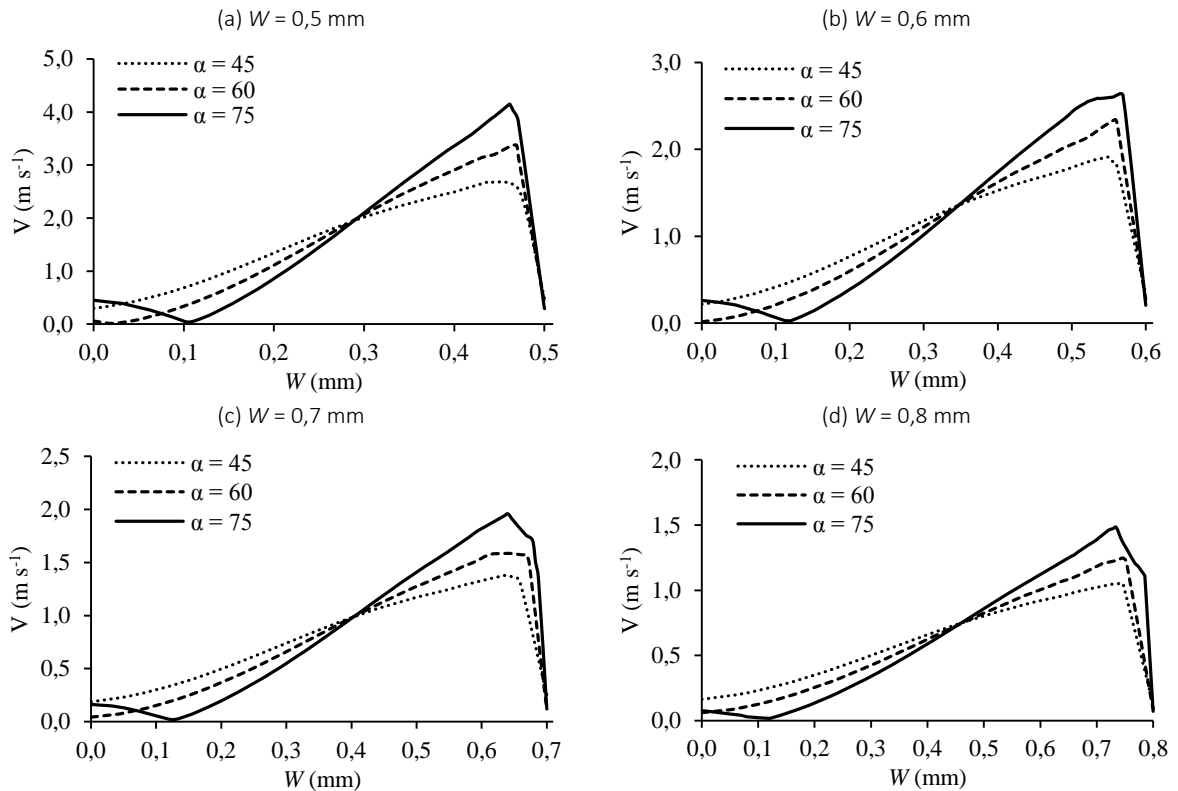 (a) W = 0,5 mm
5,0
4,0
3,0
2,0
1,0
0,0
V (m s⁻¹)
α = 45
α = 60
α = 75
0,0 0,1 0,2 0,3 0,4 0,5
W (mm)
(b) W = 0,6 mm
3,0
2,0
1,0
0,0
V (m s⁻¹)
α = 45
α = 60
α = 75
0,0 0,1 0,2 0,3 0,4 0,5 0,6
W (mm)
(c) W = 0,7 mm
2,5
2,0
1,5
1,0
0,5
0,0
V (m s⁻¹)
α = 45
α = 60
α = 75
0,0 0,1 0,2 0,3 0,4 0,5 0,6 0,7
W (mm)
(d) W = 0,8 mm
2,0
1,5
1,0
0,5
0,0
V (m s⁻¹)
α = 45
α = 60
α = 75
0,0 0,1 0,2 0,3 0,4 0,5 0,6 0,7 0,8
W (mm)